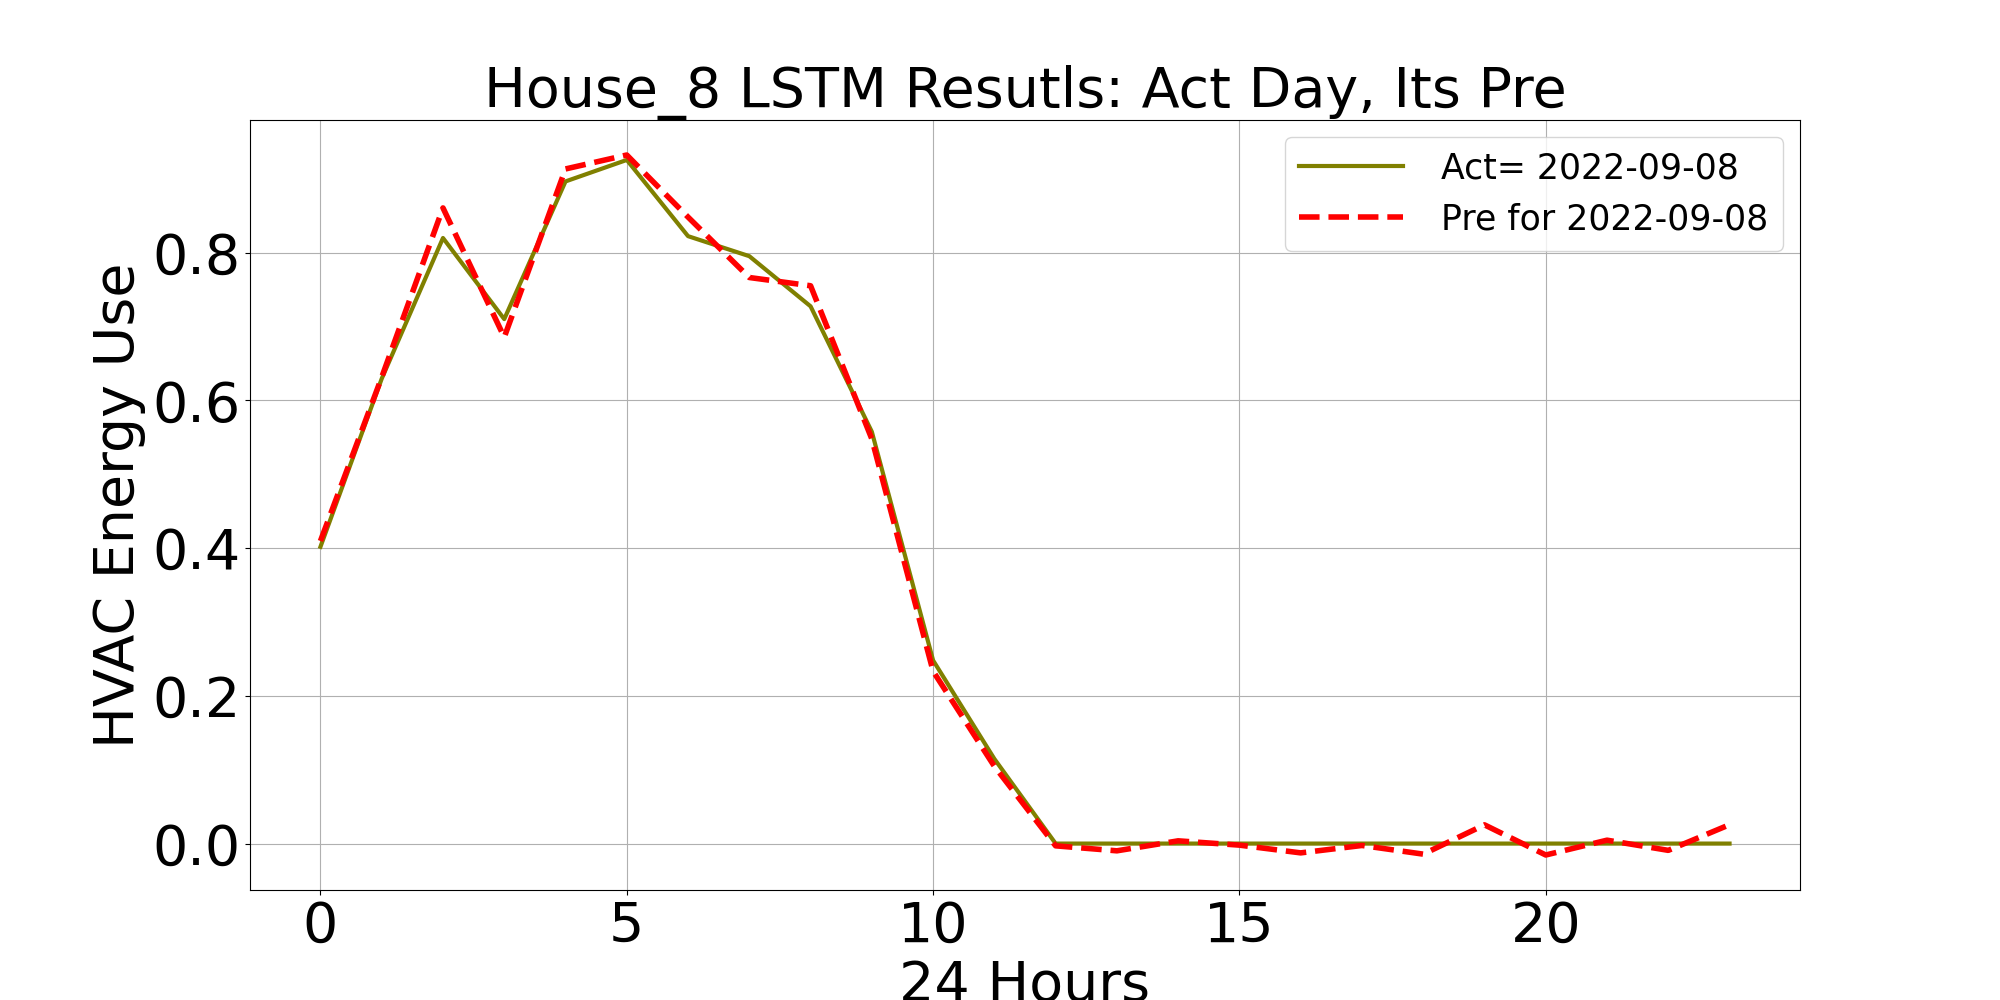 House_8 LSTM Resutls: Act Day, Its Pre
Act= 2022-09-08
Pre for 2022-09-08
HVAC Energy Use
0.8
0.6
0.4
0.2
0.0
0 5 10 15 20
24 Hours